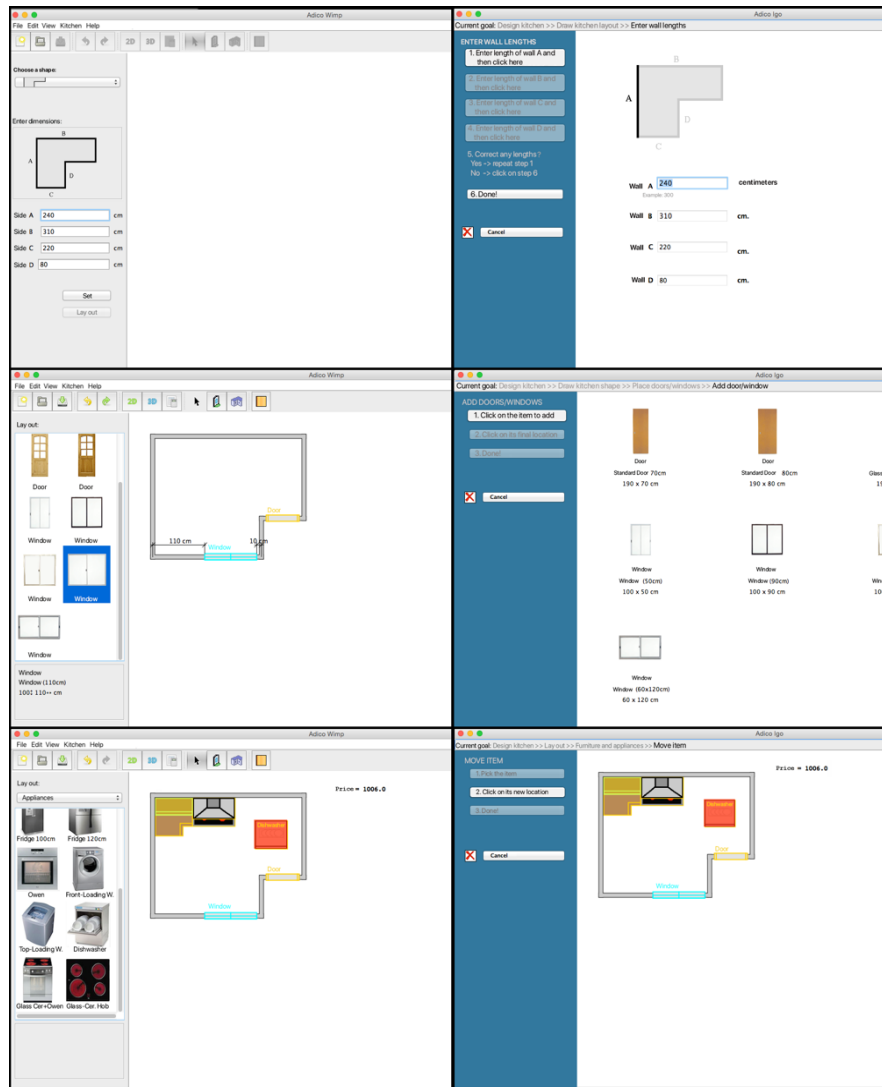 Adico Wimp
File Edit View Kitchen Help
2D 3D
Choose a shape:
Enter dimensions:
B
A
D
C
Side A 240 cm
Side B 310 cm
Side C 220 cm
Side D 80 cm
Set
Lay out
Adico Igo
Current goal: Design kitchen >> Draw kitchen layout >> Enter wall lengths
ENTER WALL LENGTHS
1. Enter length of wall A and
then click here
2. Enter length of wall B and
then click here
3. Enter length of wall C and
then click here
4. Enter length of wall D and
then click here
5. Correct any lengths?
Yes -> repeat step 1
No -> click on step 6
6. Done!
Cancel
B
A
D
C
Wall A 240 centimeters
Example: 300
Wall B 310 cm.
Wall C 220 cm.
Wall D 80 cm.
Adico Wimp
File Edit View Kitchen Help
2D 3D
Lay out:
Door Door
Window Window
Window Window
Window
Window
Window (110cm)
Door
110 cm Window 10 cm
Adico Igo
Current goal: Design kitchen >> Draw kitchen shape >> Place doors/windows >> Add door/window
ADD DOORS/WINDOWS
1. Click on the item to add
2. Click on its final location
3. Done!
Cancel
Door Door
Standard Door 70cm Standard Door 80cm Glas
190 x 70 cm 190 x 80 cm 19
Window Window
Window (50cm) Window (90cm) Win
100 x 50 cm 100 x 90 cm 10
Window
Window (60x120cm)
60 x 120 cm
Adico Wimp
File Edit View Kitchen Help
2D 3D
Lay out:
Appliances
Fridge 100cm Fridge 120cm
Owen Front-Loading W.
Top-Loading W. Dishwasher
Glass Cer+Owen Glass-Cer. Hob
Price = 1006.0
Dishwasher
Door
Window
Adico Igo
Current goal: Design kitchen >> Lay out >> Furniture and appliances >> Move item
MOVE ITEM
1. Pick the item
2. Click on its new location
3. Done!
Cancel
Price = 1006.0
Dishwasher
Door
Window